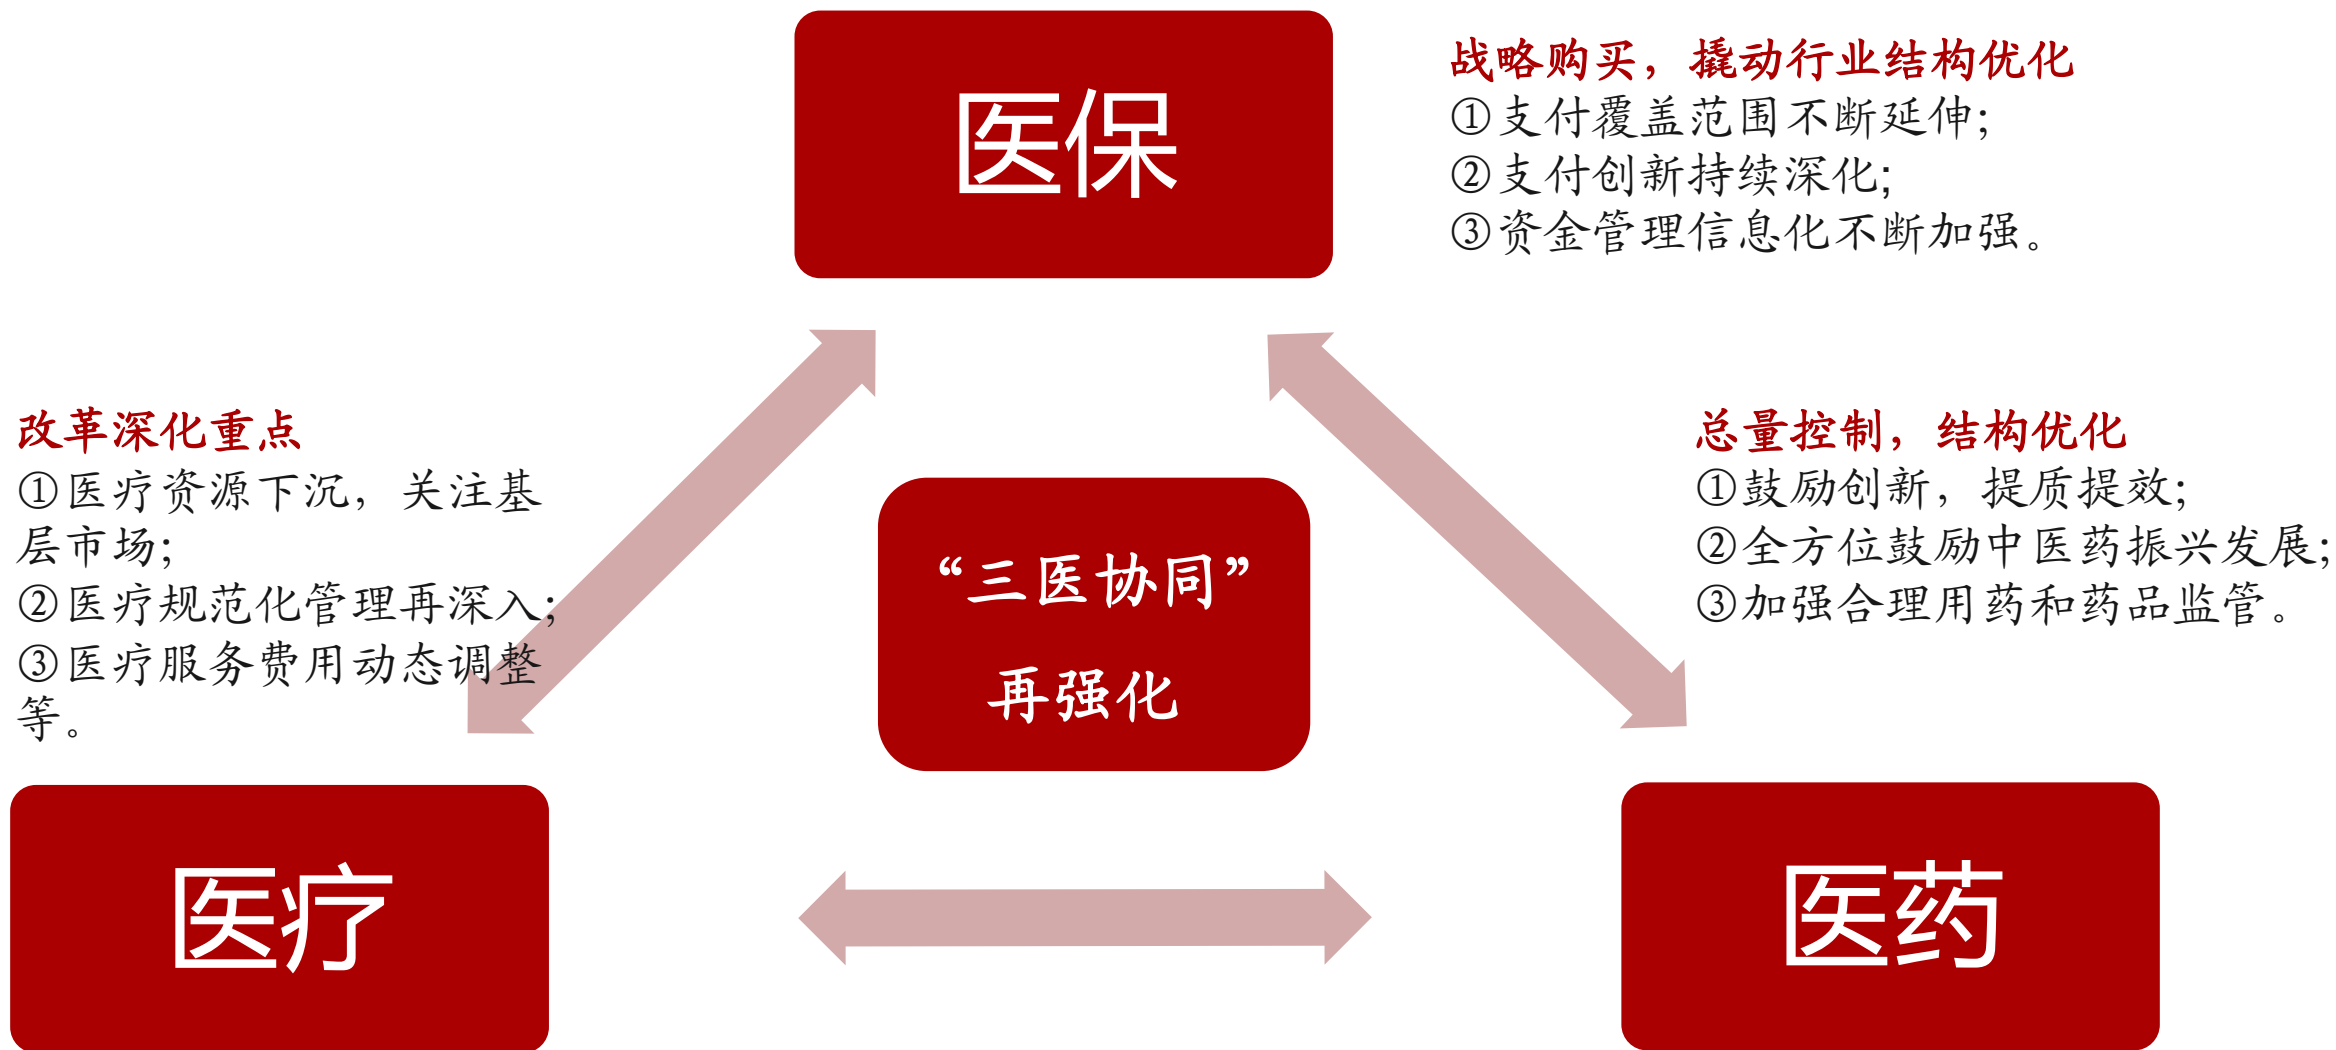 医保
战略购买，撬动行业结构优化
①支付覆盖范围不断延伸；
②支付创新持续深化；
③资金管理信息化不断加强。
改革深化重点
①医疗资源下沉，关注基
层市场；
②医疗规范化管理再深入；
③医疗服务费用动态调整
等。
“三医协同”
再强化
总量控制，结构优化
①鼓励创新，提质提效；
②全方位鼓励中医药振兴发展；
③加强合理用药和药品监管。
医疗
医药